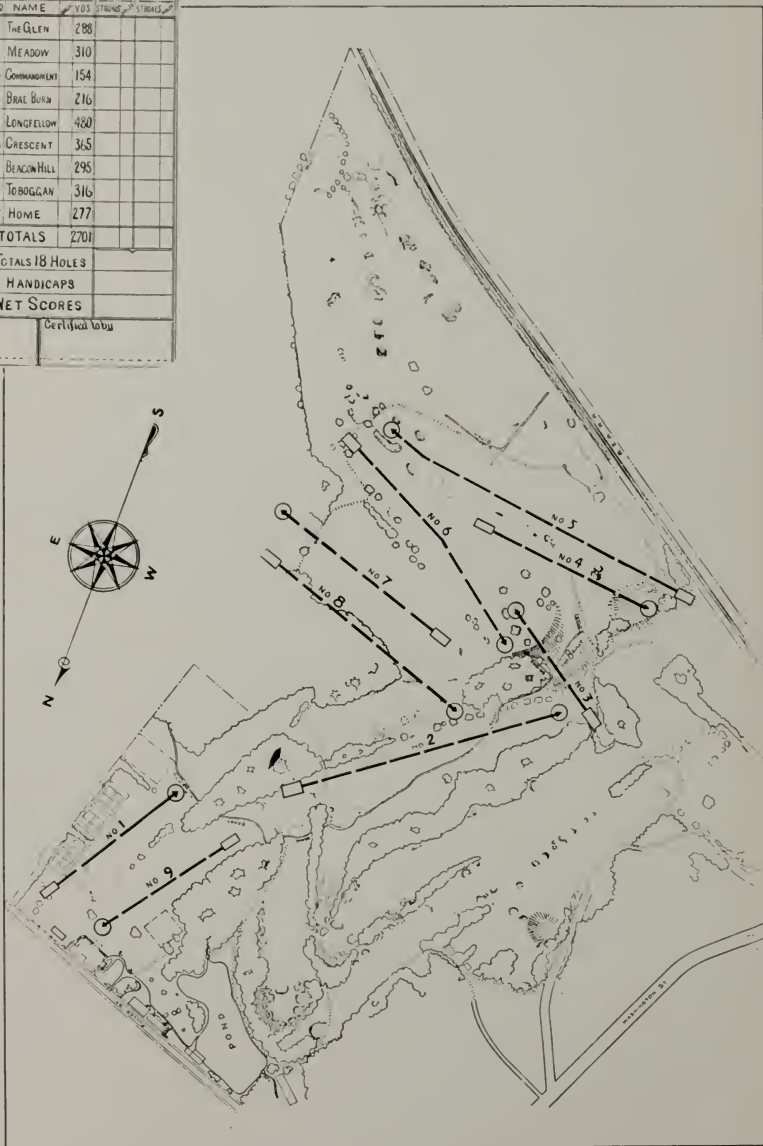 NAME YDS STROKES STROKES
THE GLEN 288
MEADOW 310
COMMANDMENT 154
BRAE BURN 216
LONGFELLOW 480
CRESCENT 365
BEACON HILL 295
TOBOGGAN 316
HOME 277
TOTALS 2701
TOTALS 18 HOLES
HANDICAPS
NET SCORES
Certified to by
S
E
W
N
NO 5
NO 6
NO 4
NO 7
NO 8
NO 3
NO 2
NO 1
NO 9
POND
WASHINGTON ST